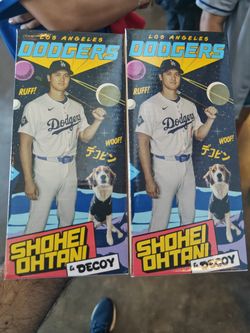 LOS ANGELES
DODGERS
RUFF!
Dodgers
WOOF!
デコピン
SHOHEI
OHTANI
& DECOY
LOS ANGELES
DODGERS
RUFF!
Dodgers
WOOF!
デコピン
SHOHEI
OHTANI
& DECOY